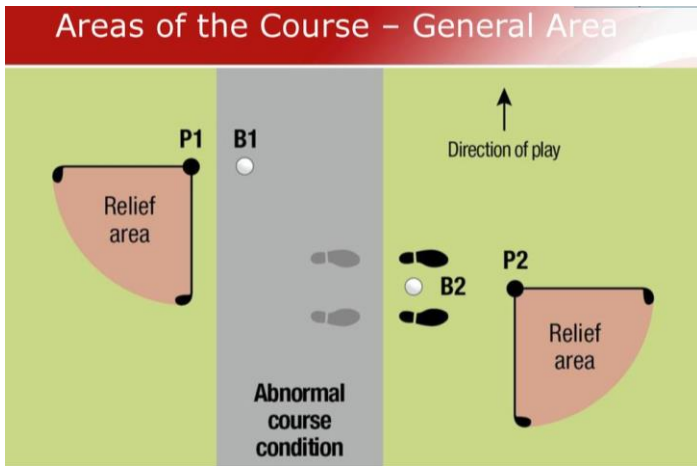 Areas of the Course – General Area
P1
B1
Direction of play
Relief
area
B2
P2
Relief
area
Abnormal
course
condition